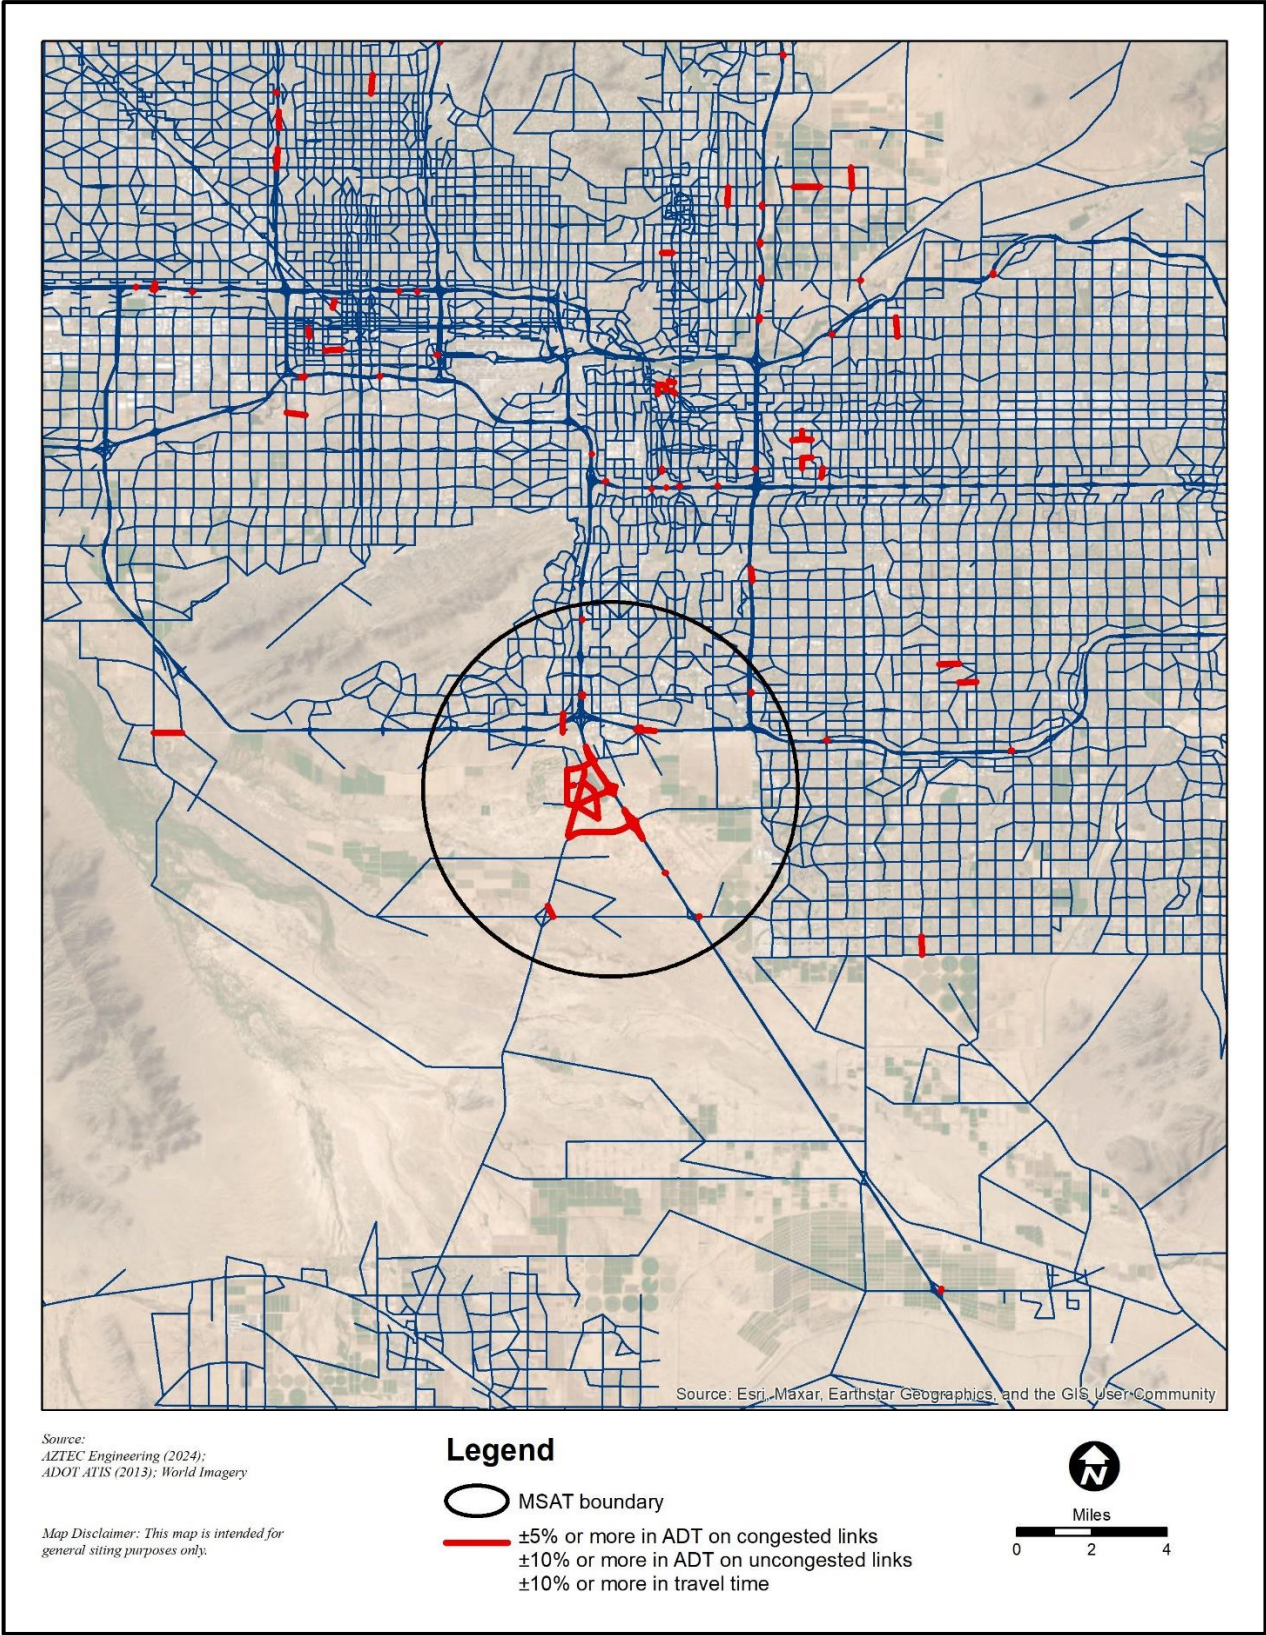 Source: Esri, Maxar, Earthstar Geographics, and the GIS User Community
Source:
AZTEC Engineering (2024);
ADOT ATIS (2013); World Imagery
Map Disclaimer: This map is intended for
general siting purposes only.
Legend
MSAT boundary
±5% or more in ADT on congested links
±10% or more in ADT on uncongested links
±10% or more in travel time
N
Miles
0 2 4